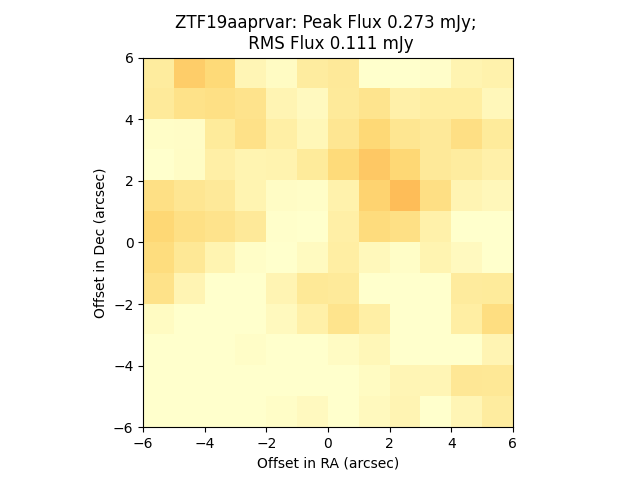 ZTF19aaprvar: Peak Flux 0.273 mJy;
RMS Flux 0.111 mJy
6
4
2
0
−2
−4
−6
Offset in Dec (arcsec)
−6 −4 −2 0 2 4 6
Offset in RA (arcsec)